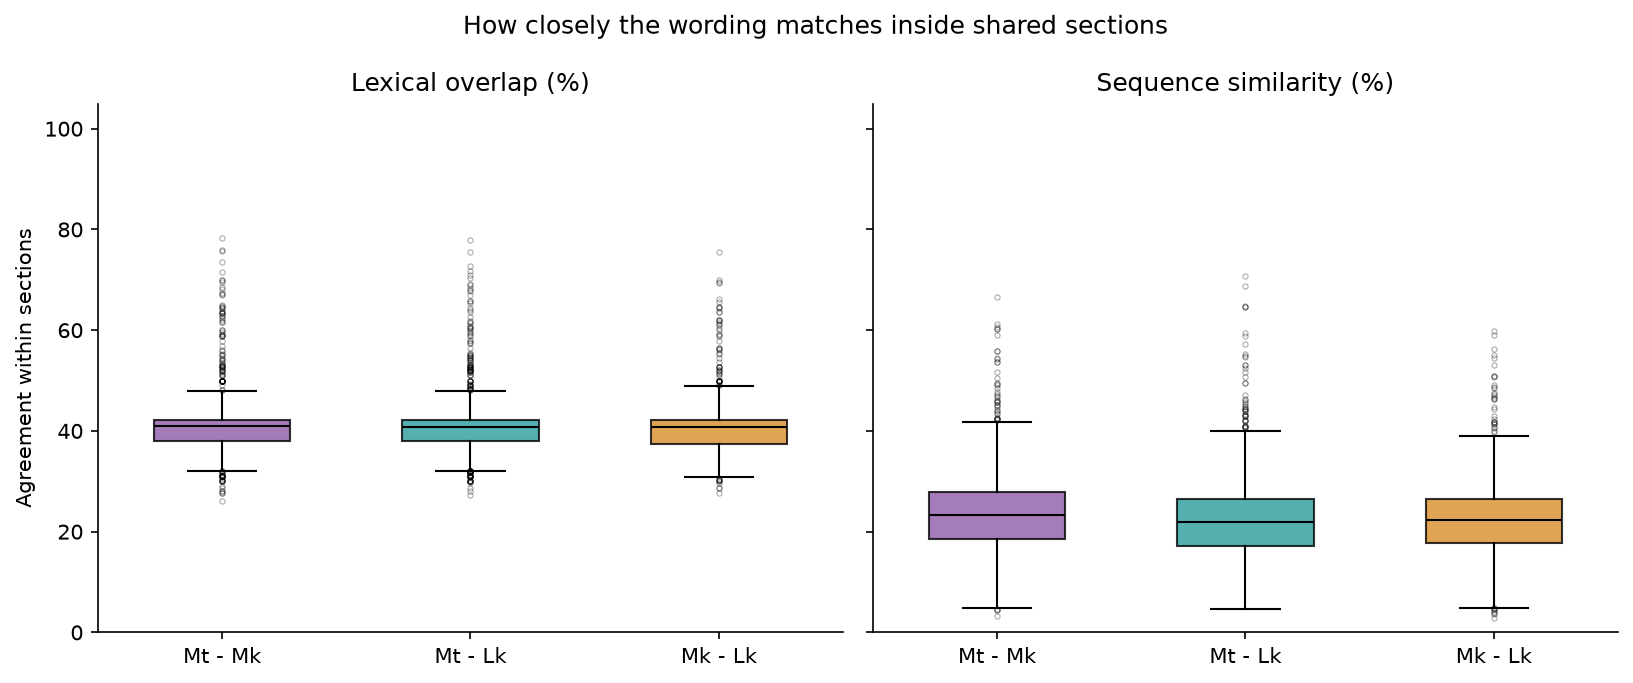 How closely the wording matches inside shared sections
Lexical overlap (%)
Sequence similarity (%)
Agreement within sections
100
80
60
40
20
0
Mt - Mk
Mt - Lk
Mk - Lk
Mt - Mk
Mt - Lk
Mk - Lk